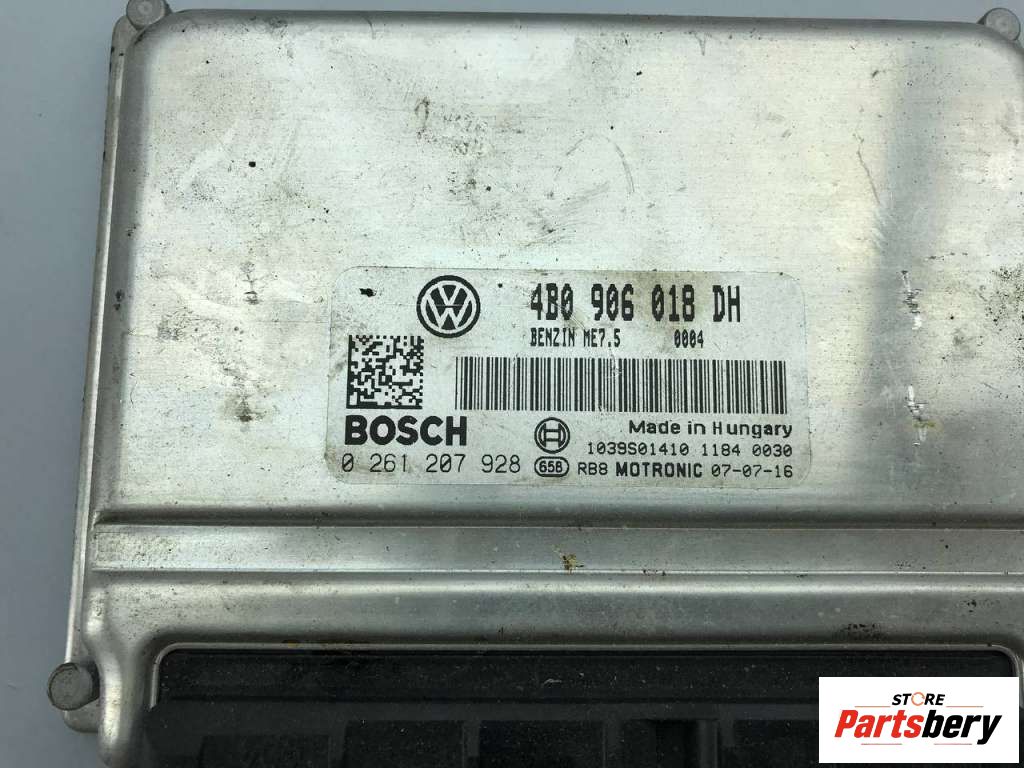 4B0 906 018 DH
BENZIN ME7.5 0004
BOSCH
Made in Hungary
1039S01410 1184 0030
0 261 207 928 658 RB8 MOTRONIC 07-07-16
STORE
Partsbery